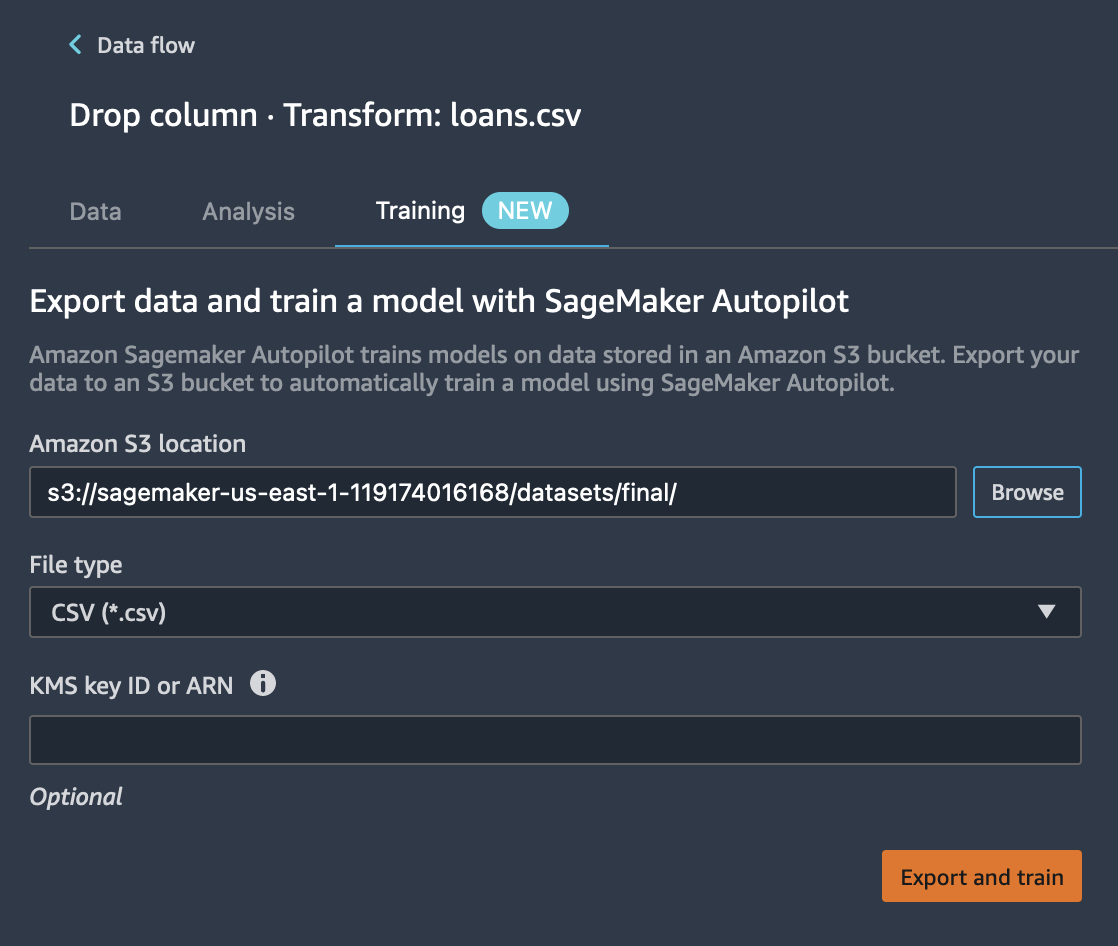 Data flow
Drop column · Transform: loans.csv
Data Analysis Training NEW
Export data and train a model with SageMaker Autopilot
Amazon Sagemaker Autopilot trains models on data stored in an Amazon S3 bucket. Export your
data to an S3 bucket to automatically train a model using SageMaker Autopilot.
Amazon S3 location
s3://sagemaker-us-east-1-119174016168/datasets/final/ Browse
File type
CSV (*.csv)
KMS key ID or ARN
Optional
Export and train